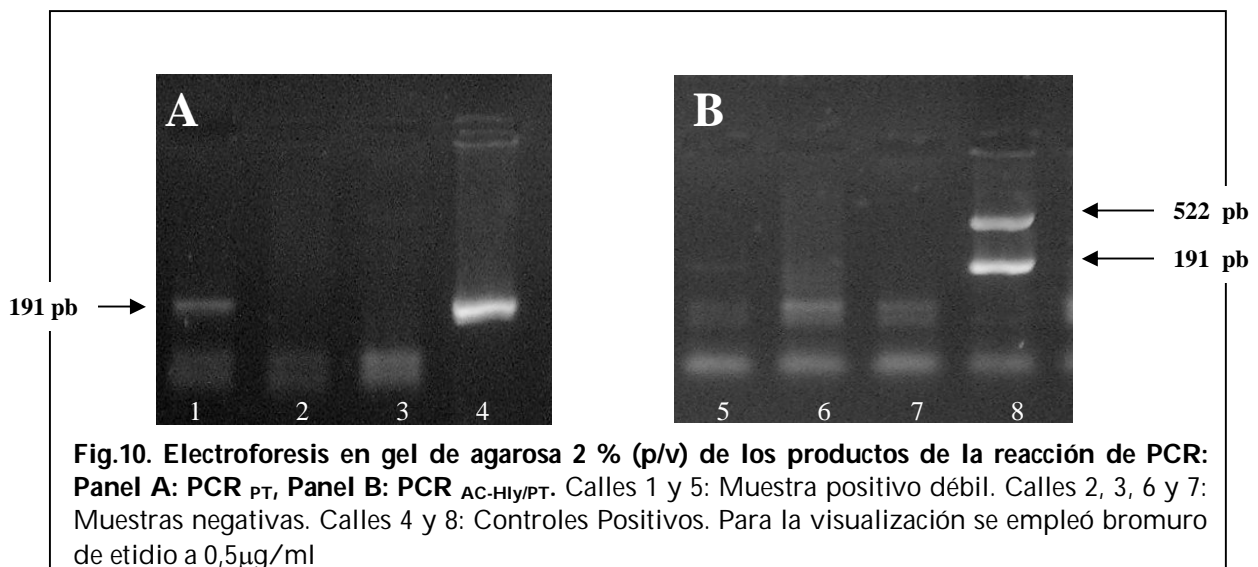 A
B
522 pb
191 pb
191 pb
1 2 3 4
5 6 7 8
Fig.10. Electroforesis en gel de agarosa 2 % (p/v) de los productos de la reacción de PCR:
Panel A: PCR PT, Panel B: PCR AC-Hly/PT. Calles 1 y 5: Muestra positivo débil. Calles 2, 3, 6 y 7:
Muestras negativas. Calles 4 y 8: Controles Positivos. Para la visualización se empleó bromuro
de etidio a 0,5µg/ml